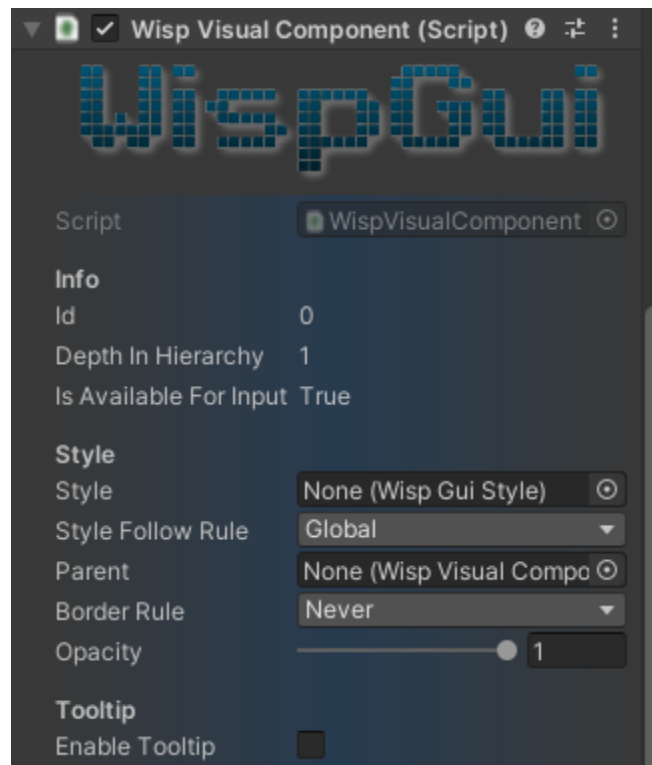 Wisp Visual Component (Script)
WispGui
Script WispVisualComponent
Info
Id 0
Depth In Hierarchy 1
Is Available For Input True
Style
Style None (Wisp Gui Style)
Style Follow Rule Global
Parent None (Wisp Visual Compo
Border Rule Never
Opacity 1
Tooltip
Enable Tooltip